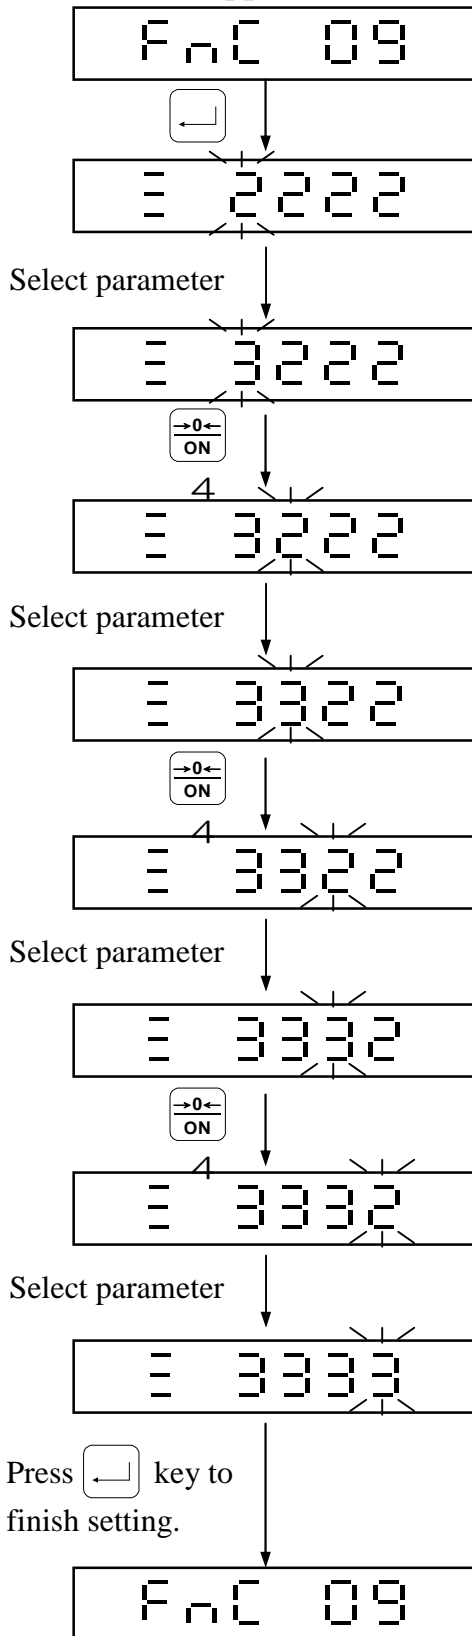 FnC 09
Ξ 2222
Select parameter
Ξ 3222
→0←
ON
4
Ξ 3222
Select parameter
Ξ 3322
→0←
ON
4
Ξ 3322
Select parameter
Ξ 3332
→0←
ON
4
Ξ 3332
Select parameter
Ξ 3333
Press ↵ key to
finish setting.
FnC 09